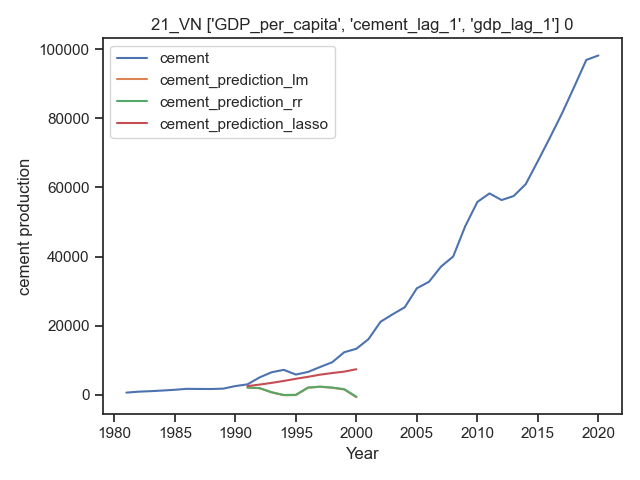 21_VN ['GDP_per_capita', 'cement_lag_1', 'gdp_lag_1'] 0
cement
cement_prediction_lm
cement_prediction_rr
cement_prediction_lasso
cement production
100000
80000
60000
40000
20000
0
1980 1985 1990 1995 2000 2005 2010 2015 2020
Year